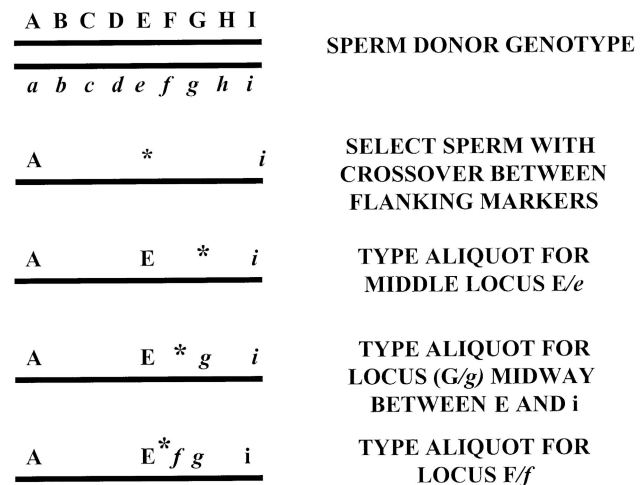 A B C D E F G H I
SPERM DONOR GENOTYPE
a b c d e f g h i
A * i
SELECT SPERM WITH
CROSSOVER BETWEEN
FLANKING MARKERS
A E * i
TYPE ALIQUOT FOR
MIDDLE LOCUS E/e
A E * g i
TYPE ALIQUOT FOR
LOCUS (G/g) MIDWAY
BETWEEN E AND i
A E * f g i
TYPE ALIQUOT FOR
LOCUS F/f